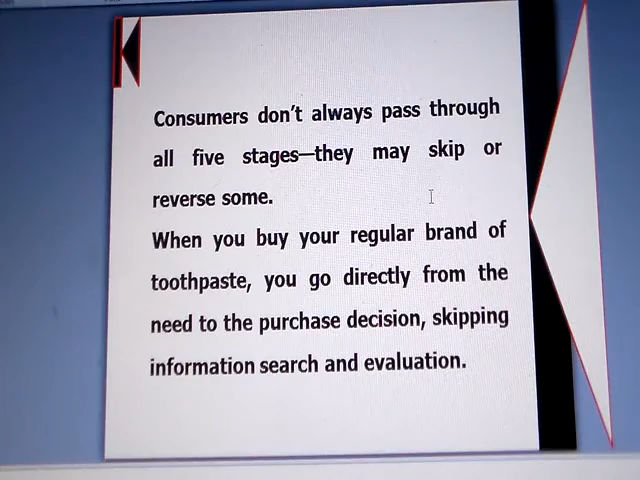 Consumers don't always pass through
all five stages—they may skip or
reverse some.
When you buy your regular brand of
toothpaste, you go directly from the
need to the purchase decision, skipping
information search and evaluation.